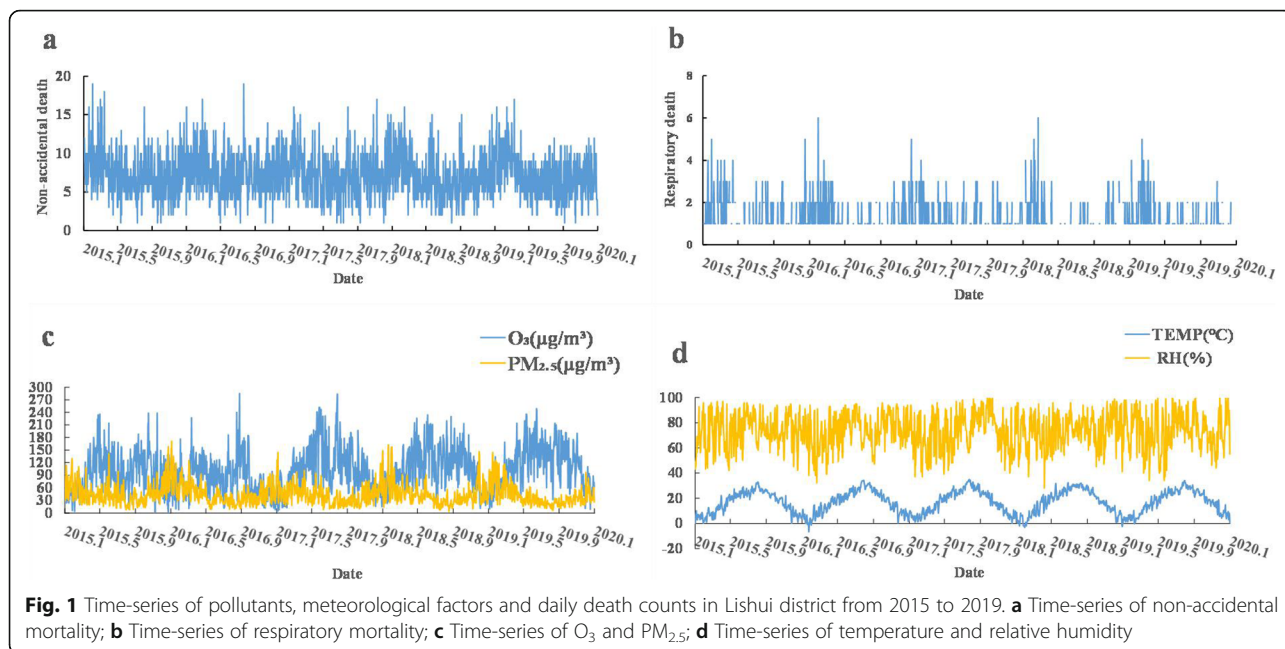 a
20
15
10
5
0
Non-accidental death
2015.1 2015.5 2015.9 2016.1 2016.5 2016.9 2017.1 2017.5 2017.9 2018.1 2018.5 2018.9 2019.1 2019.5 2019.9 2020.1
Date
b
8
6
4
2
0
Respiratory death
2015.1 2015.5 2015.9 2016.1 2016.5 2016.9 2017.1 2017.5 2017.9 2018.1 2018.5 2018.9 2019.1 2019.5 2019.9 2020.1
Date
c
O₃(μg/m³)
PM₂.₅(μg/m³)
300
270
240
210
180
150
120
90
60
30
0
2015.1 2015.5 2015.9 2016.1 2016.5 2016.9 2017.1 2017.5 2017.9 2018.1 2018.5 2018.9 2019.1 2019.5 2019.9 2020.1
Date
d
TEMP(°C)
RH(%)
100
80
60
40
20
0
-20
2015.1 2015.5 2015.9 2016.1 2016.5 2016.9 2017.1 2017.5 2017.9 2018.1 2018.5 2018.9 2019.1 2019.5 2019.9 2020.1
Date
Fig. 1 Time-series of pollutants, meteorological factors and daily death counts in Lishui district from 2015 to 2019. a Time-series of non-accidental
mortality; b Time-series of respiratory mortality; c Time-series of O₃ and PM₂.₅; d Time-series of temperature and relative humidity